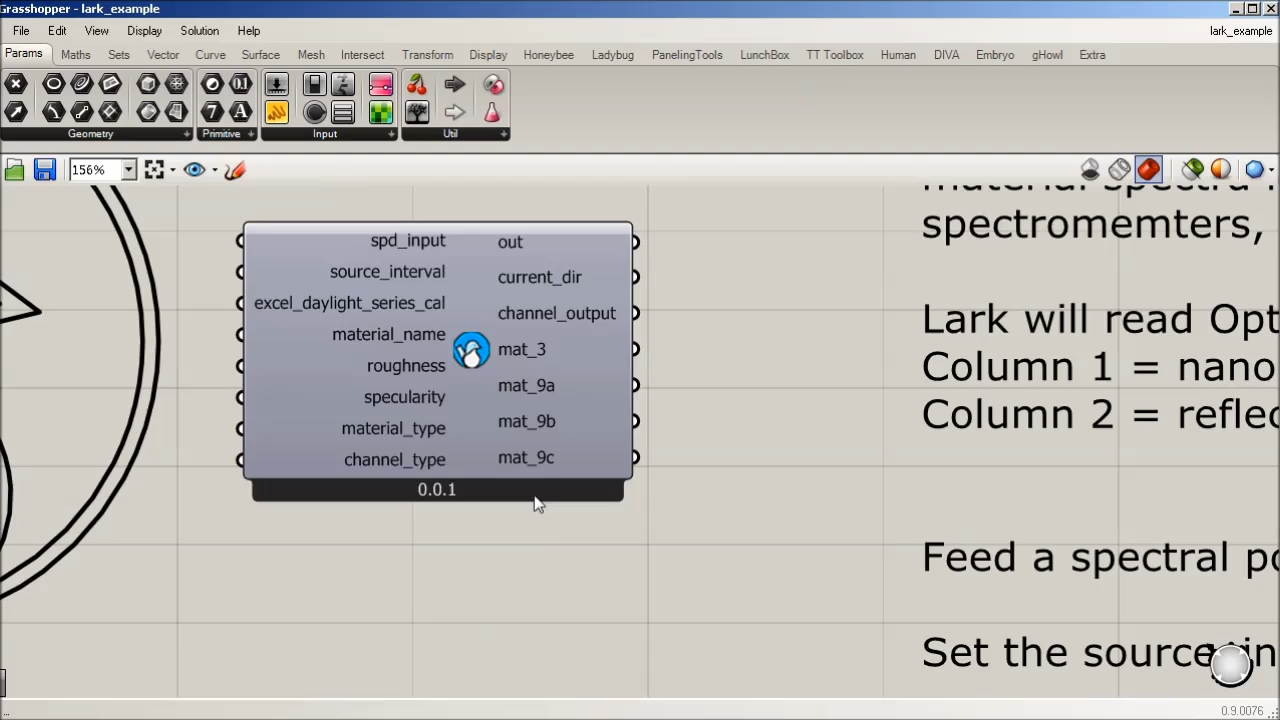 Grasshopper - lark_example
File Edit View Display Solution Help lark_example
Params Maths Sets Vector Curve Surface Mesh Intersect Transform Display Honeybee Ladybug PanelingTools LunchBox TT Toolbox Human DIVA Embryo gHowl Extra
Geometry Primitive Input Util
156%
spectromemters,
spd_input out
source_interval current_dir
excel_daylight_series_cal channel_output
material_name mat_3
roughness mat_9a
specularity mat_9b
material_type mat_9c
channel_type
0.0.1
Lark will read Opt
Column 1 = nano
Column 2 = refle
Feed a spectral po
Set the source in
0.9.0076